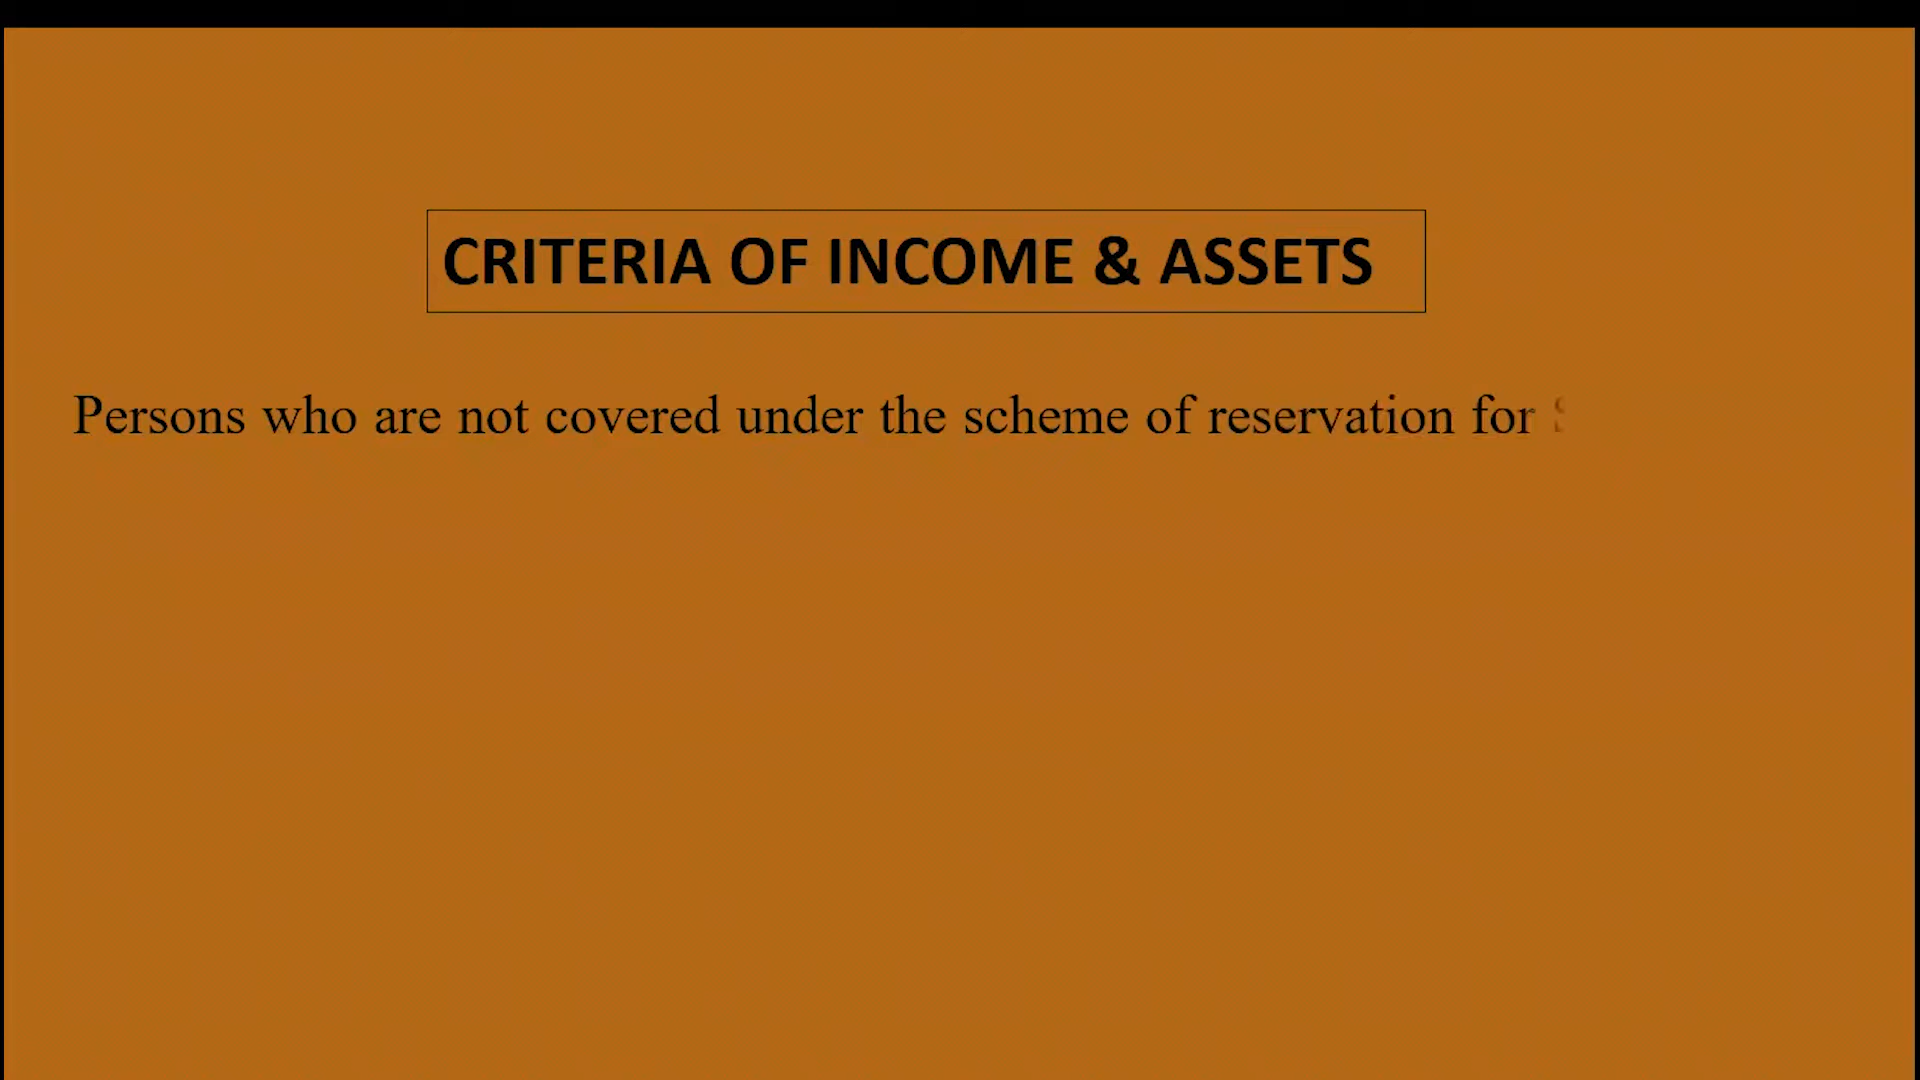 CRITERIA OF INCOME & ASSETS
Persons who are not covered under the scheme of reservation for